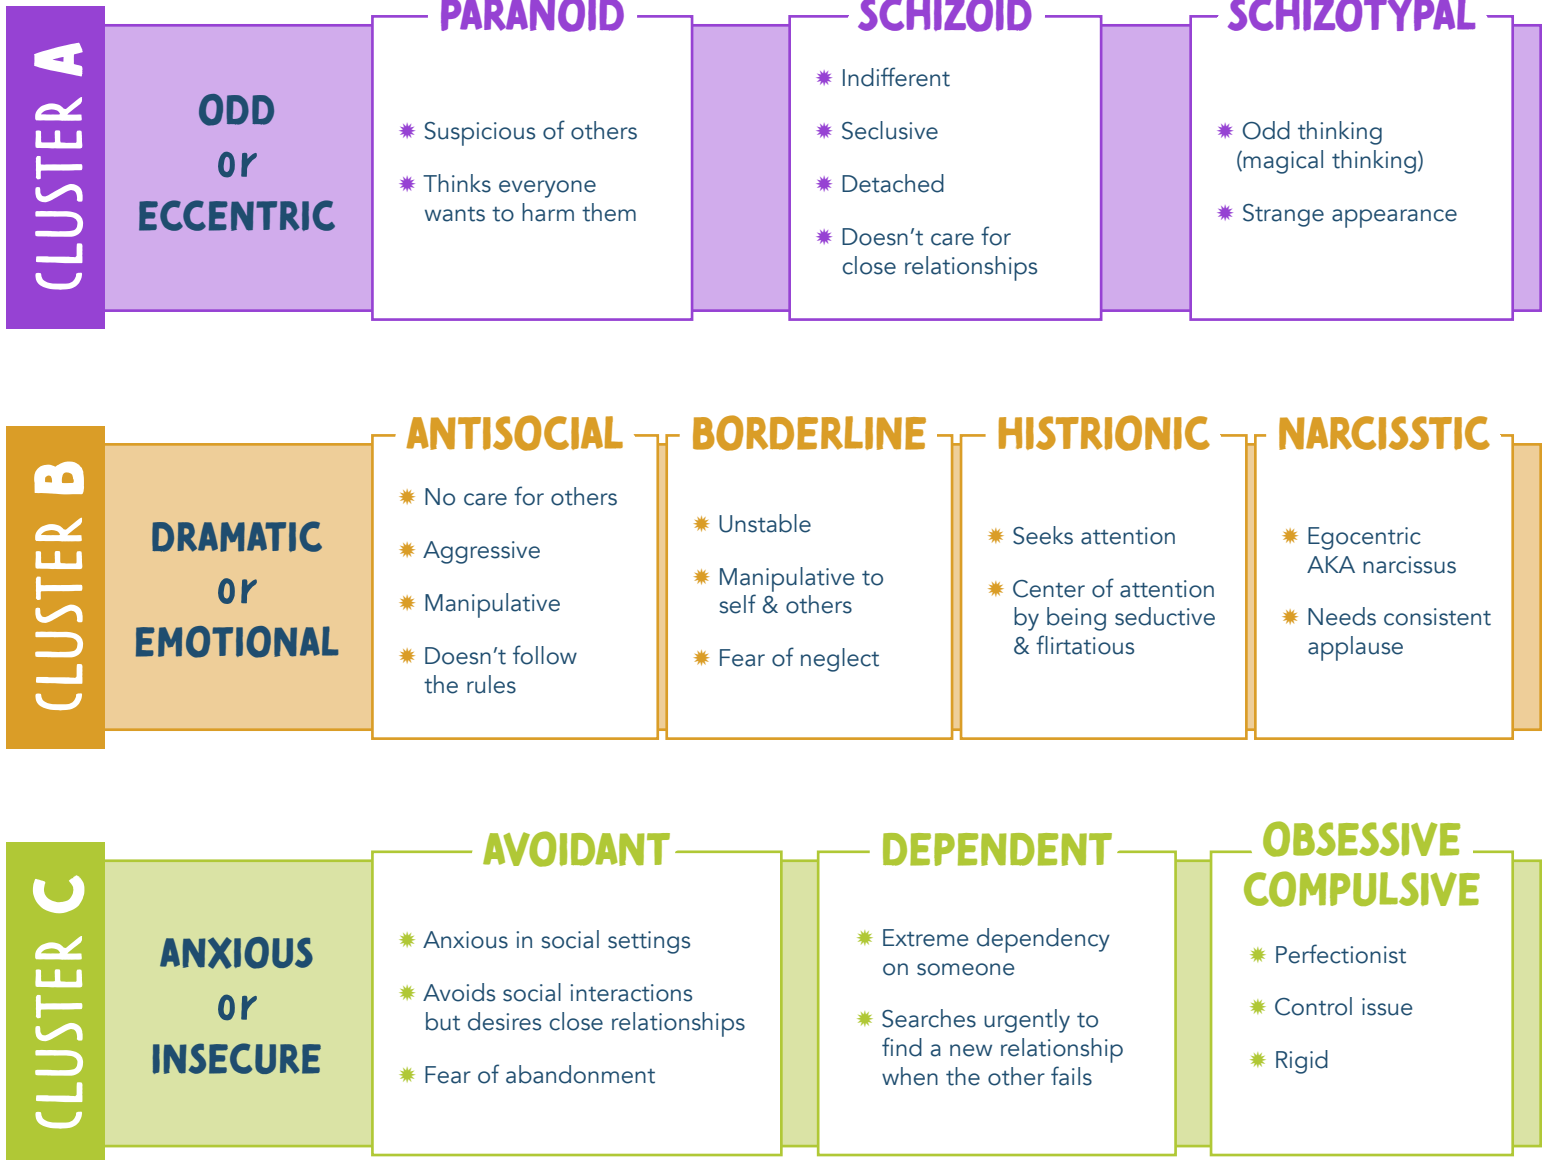 CLUSTER A
ODD
or
ECCENTRIC
PARANOID
Suspicious of others
Thinks everyone
wants to harm them
SCHIZOID
Indifferent
Seclusive
Detached
Doesn't care for
close relationships
SCHIZOTYPAL
Odd thinking
(magical thinking)
Strange appearance
CLUSTER B
DRAMATIC
or
EMOTIONAL
ANTISOCIAL
No care for others
Aggressive
Manipulative
Doesn't follow
the rules
BORDERLINE
Unstable
Manipulative to
self & others
Fear of neglect
HISTRIONIC
Seeks attention
Center of attention
by being seductive
& flirtatious
NARCISSTIC
Egocentric
AKA narcissus
Needs consistent
applause
CLUSTER C
ANXIOUS
or
INSECURE
AVOIDANT
Anxious in social settings
Avoids social interactions
but desires close relationships
Fear of abandonment
DEPENDENT
Extreme dependency
on someone
Searches urgently to
find a new relationship
when the other fails
OBSESSIVE
COMPULSIVE
Perfectionist
Control issue
Rigid